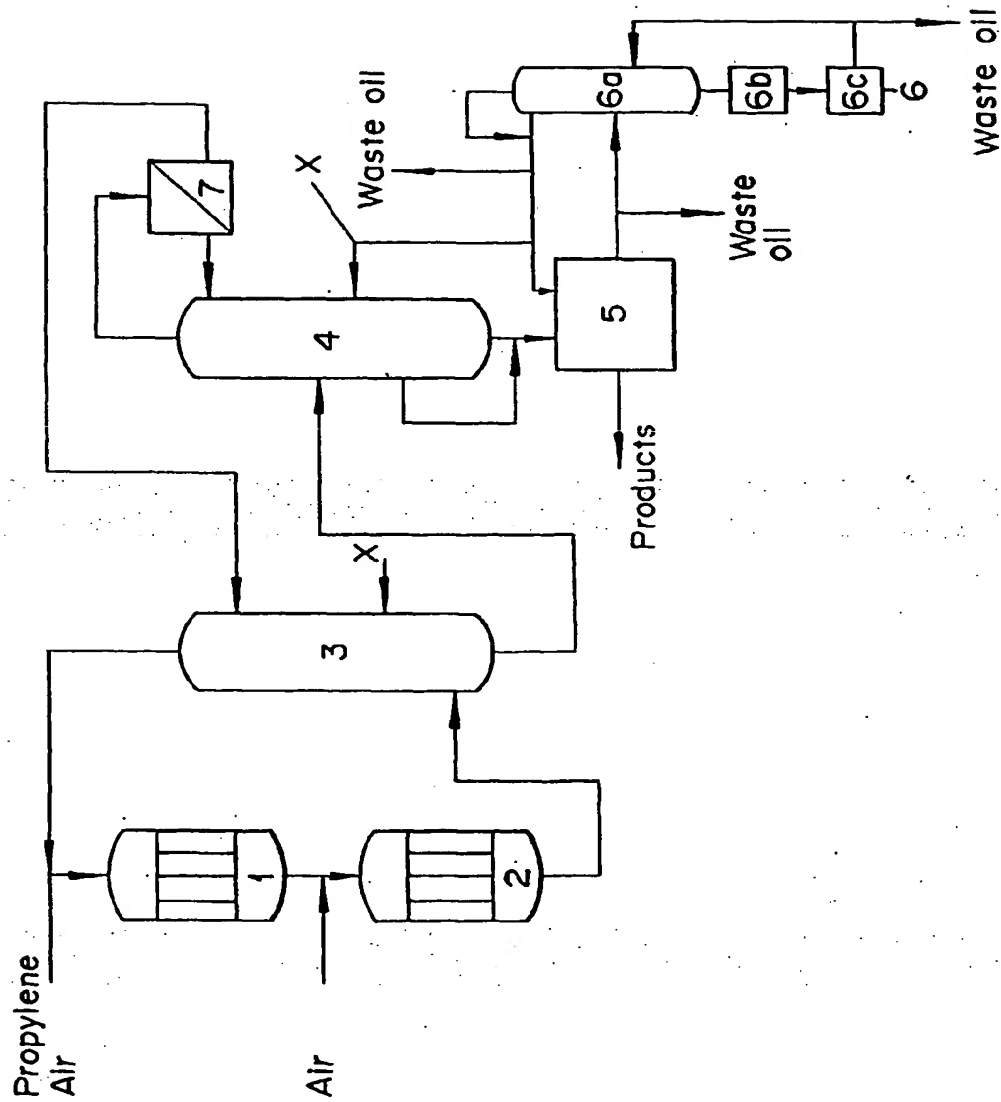 Propylene
Air
Air
1
2
3
X
4
X
7
Products
5
Waste oil
Waste
oil
6a
6b
6c
6
Waste oil